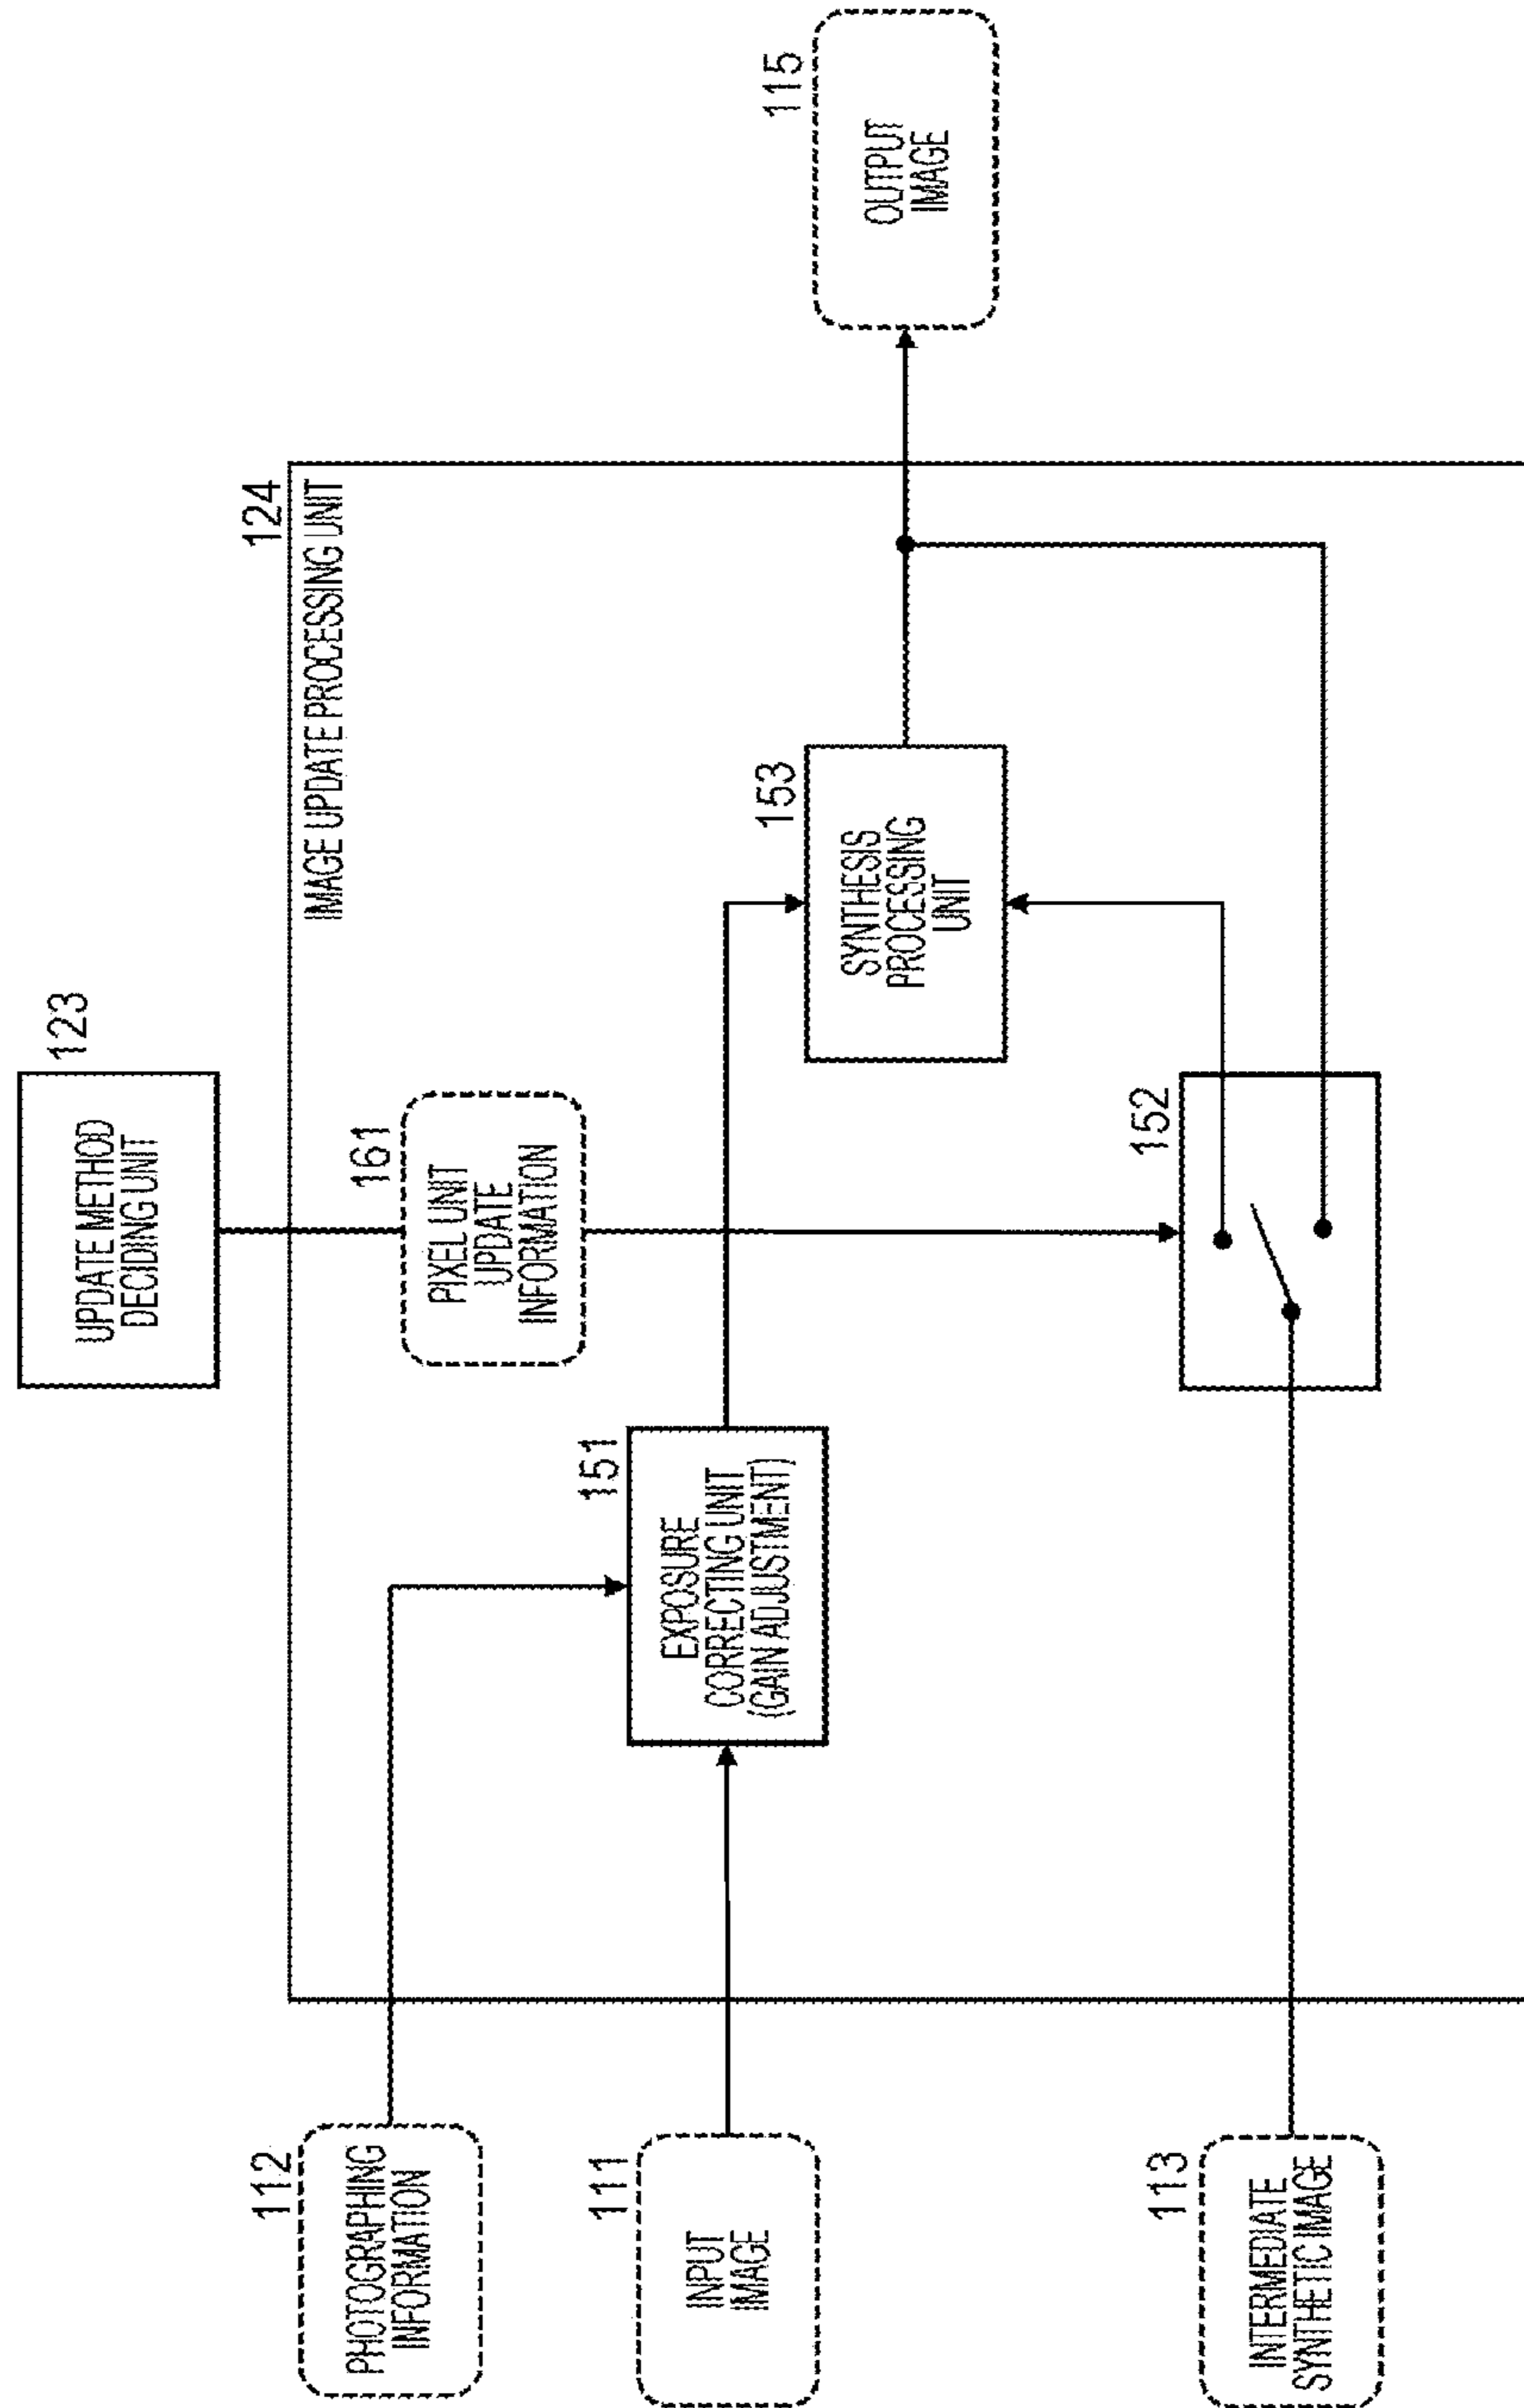 123
UPDATE METHOD
DECIDING UNIT
124
IMAGE UPDATE PROCESSING UNIT
112
PHOTOGRAPHING
INFORMATION
161
PIXEL UNIT
UPDATE
INFORMATION
111
INPUT
IMAGE
151
EXPOSURE
CORRECTING UNIT
(GAIN ADJUSTMENT)
153
SYNTHESIS
PROCESSING
UNIT
115
OUTPUT
IMAGE
113
INTERMEDIATE
SYNTHETIC IMAGE
152